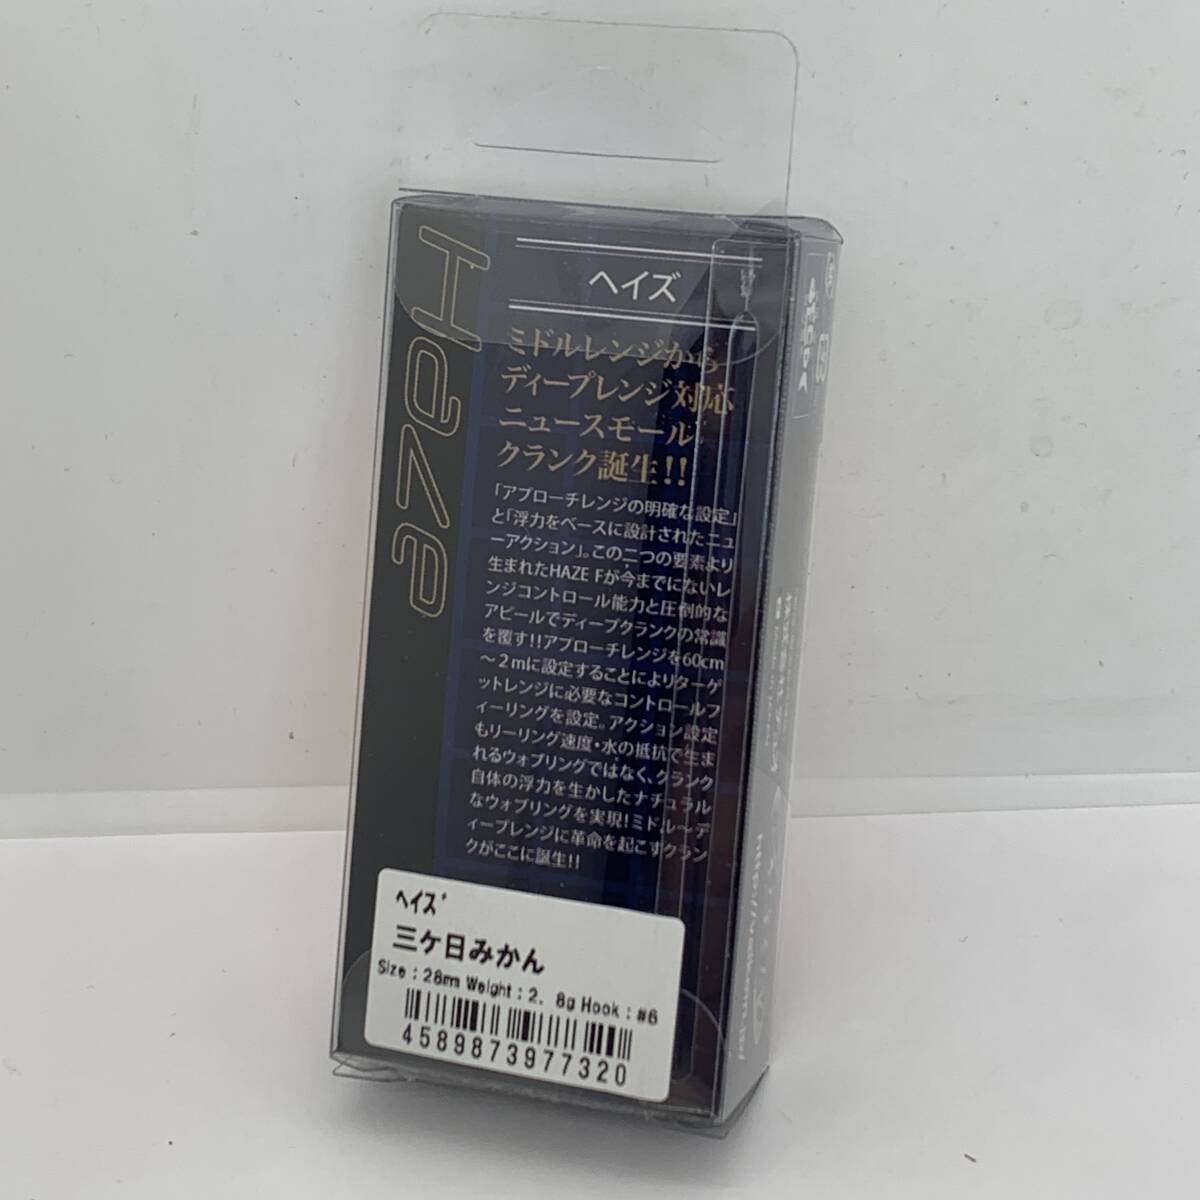 Haze
ヘイズ
ミドルレンジから
ディープレンジ対応
ニュースモール
クランク誕生!!
「アプローチレンジの明確な設定」
と「浮力をベースに設計されたニュ
ーアクション」。この二つの要素より
生まれたHAZE Fが今までにないレ
ンジコントロール能力と圧倒的な
アピールでディープクランクの常識
を覆す!!アプローチレンジを60cm
〜2mに設定することによりターゲ
ットレンジに必要なコントロールフ
ィーリングを設定。アクション設定
もリーリング速度・水の抵抗で生ま
れるウォブリングではなく、クランク
自体の浮力を生かしたナチュラル
なウォブリングを実現!ミドル〜デ
ィープレンジに革命を起こすクラン
クがここに誕生!!
ヘイズ
三ケ日みかん
Size : 28mm Weight : 2. 8g Hook : #6
4589873977320